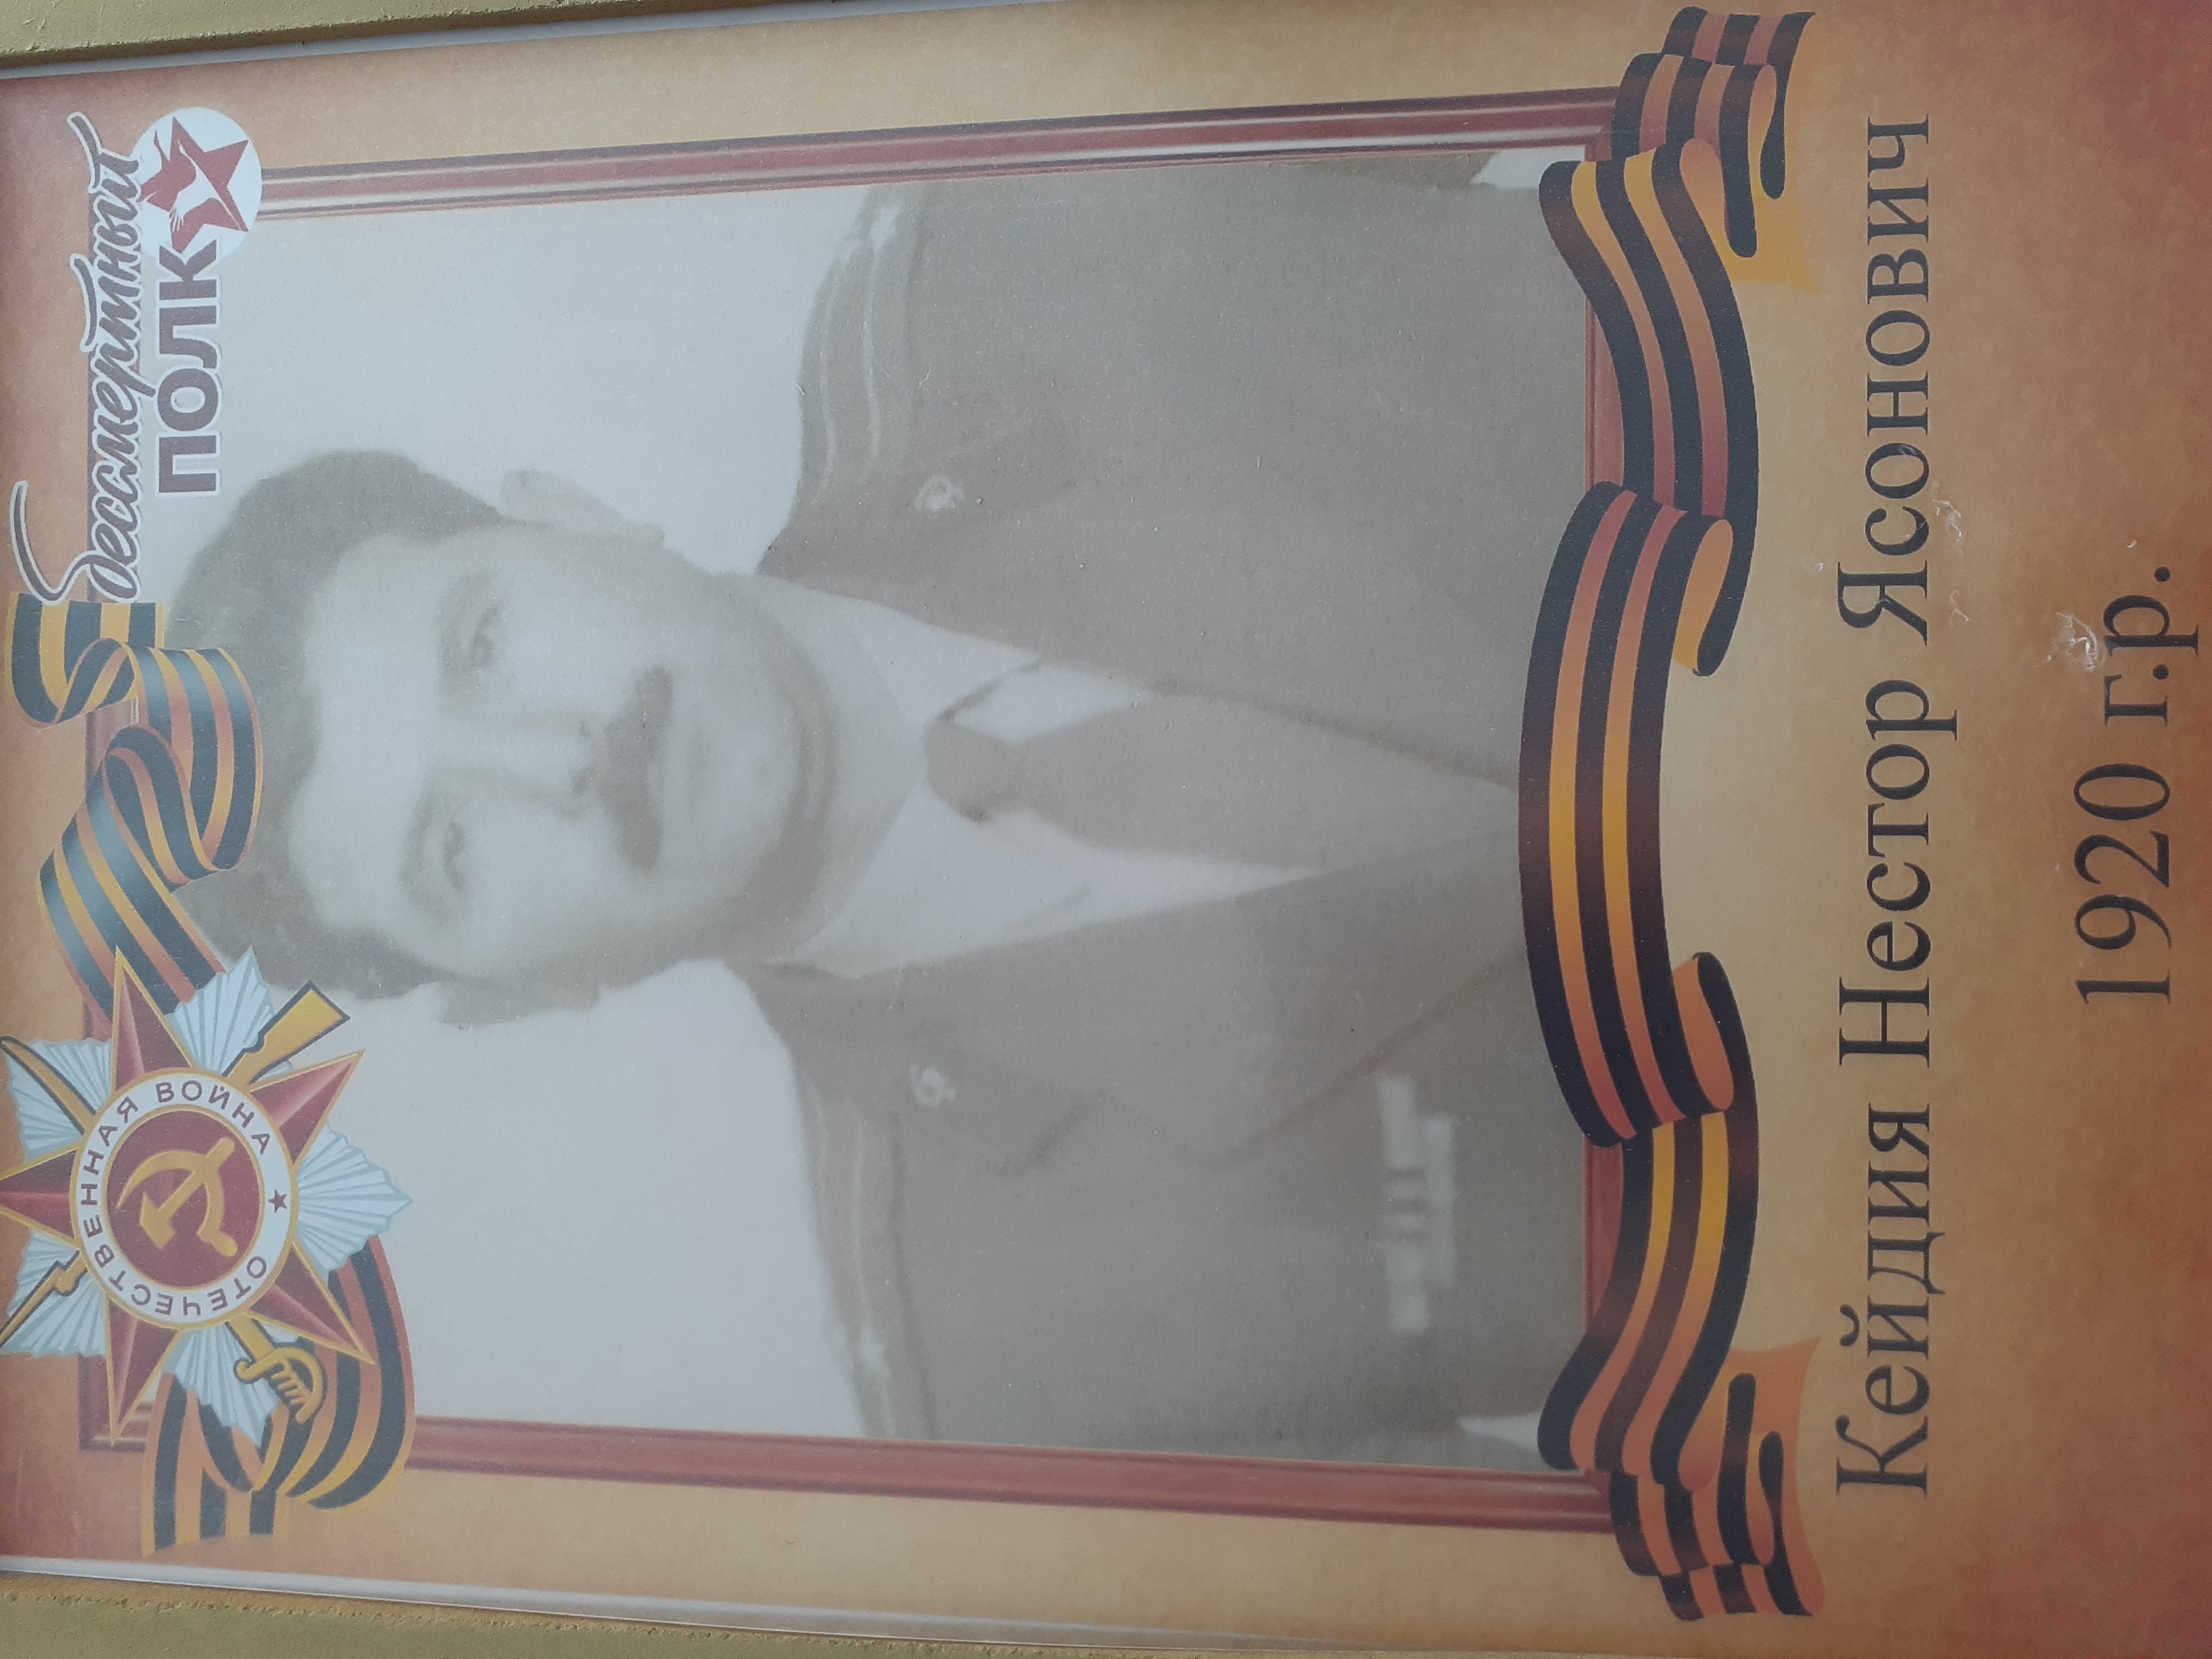 Бессмертный
ПОЛК
ОТЕЧЕСТВЕННАЯ ВОЙНА
Кейдия Нестор Ясонович
1920 г.р.